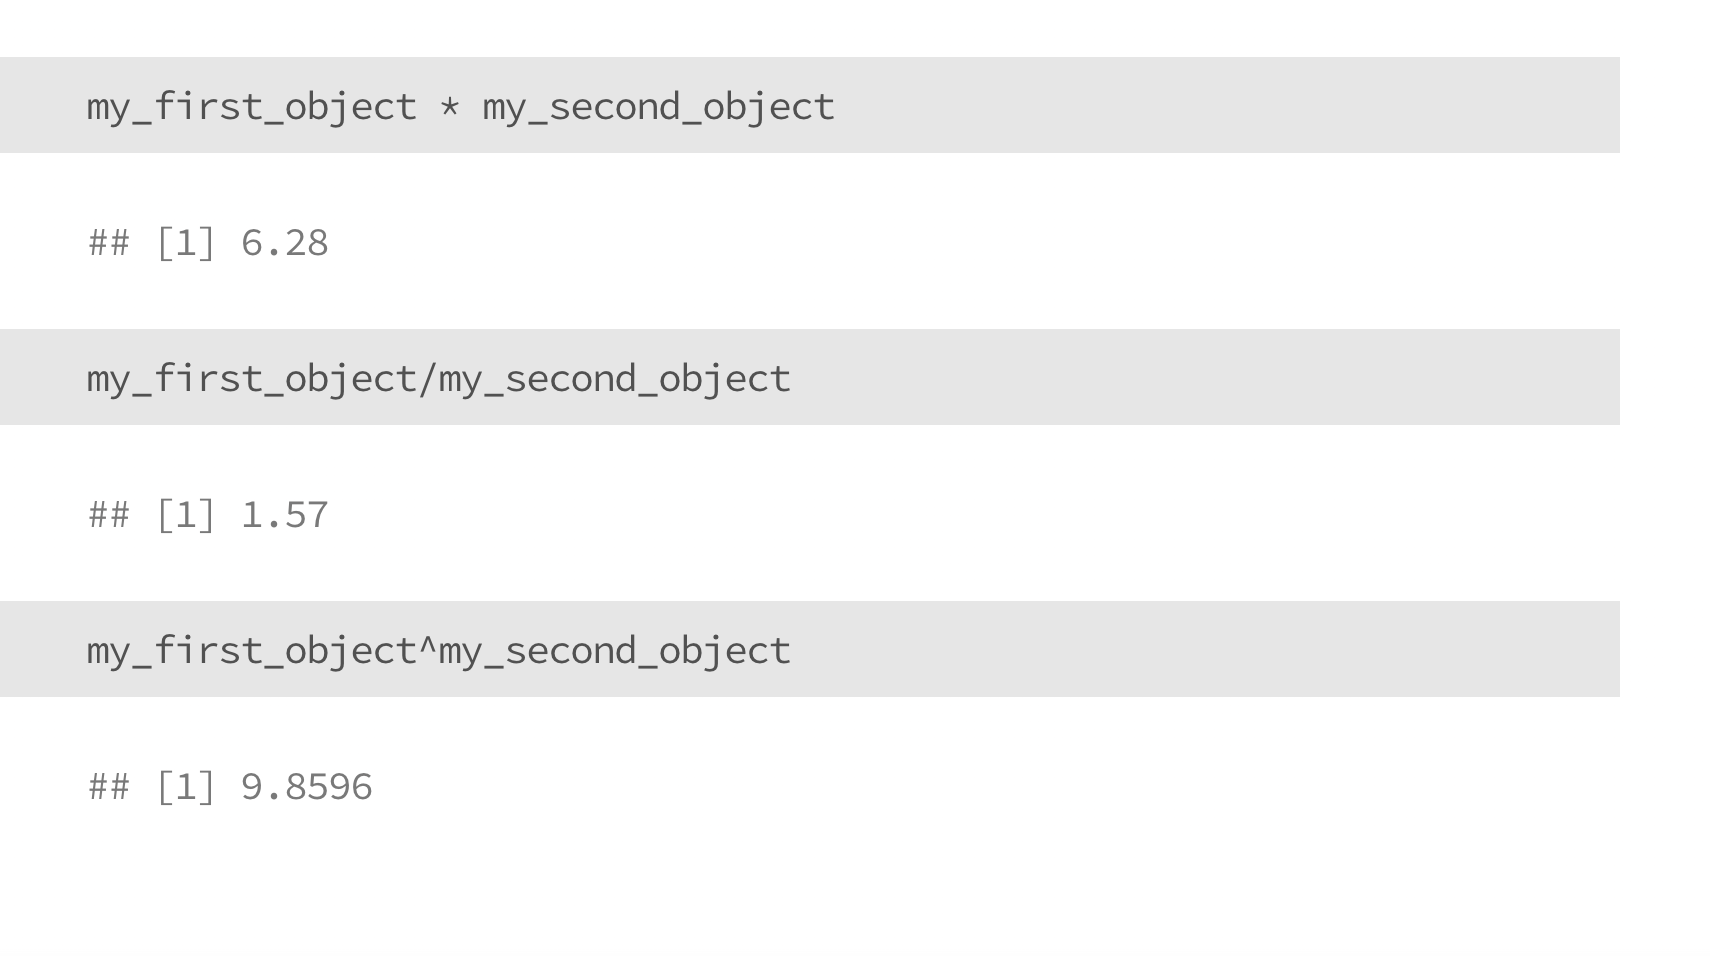 my_first_object * my_second_object
## [1] 6.28
my_first_object/my_second_object
## [1] 1.57
my_first_object^my_second_object
## [1] 9.8596